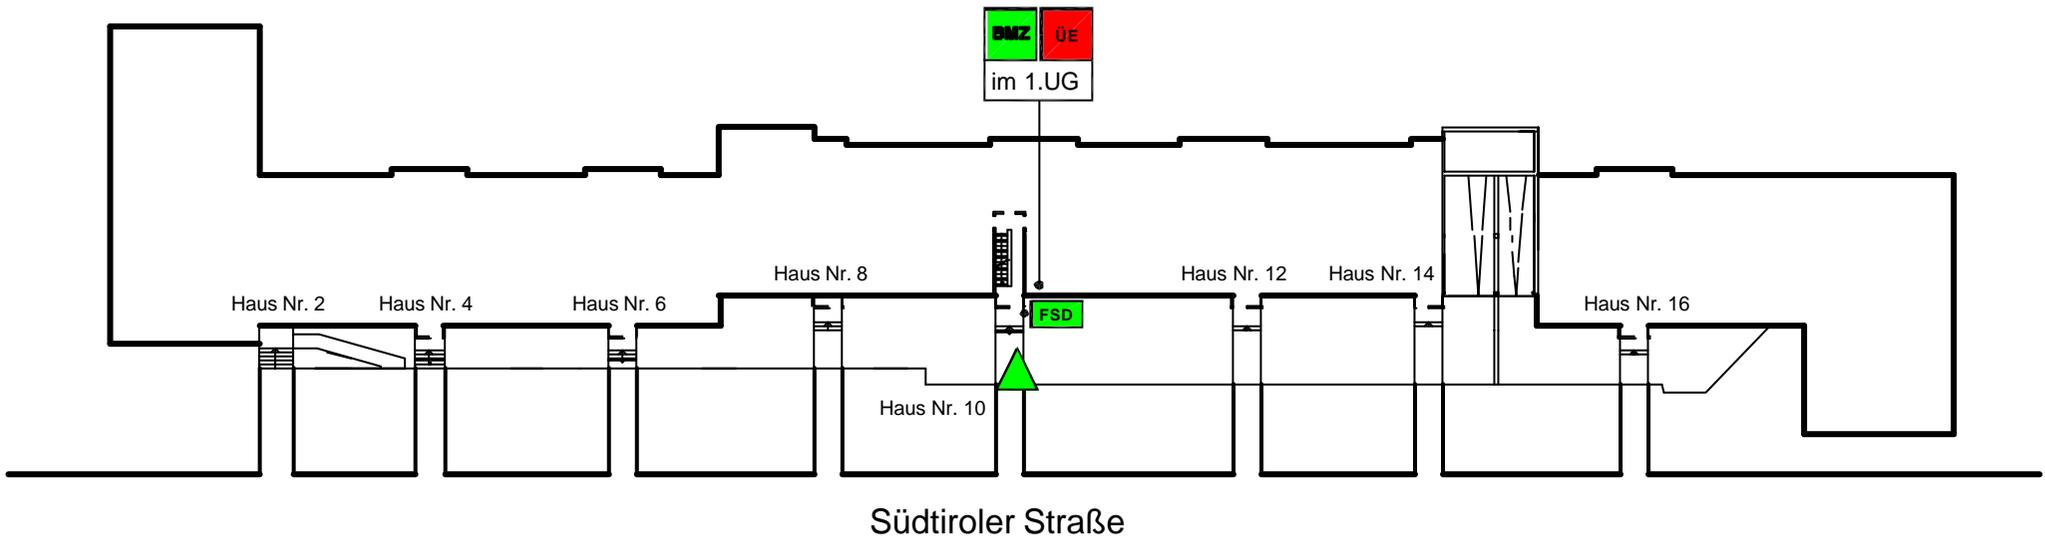 BMZ ÜE
im 1.UG
Haus Nr. 8
Haus Nr. 12
Haus Nr. 14
Haus Nr. 2
Haus Nr. 4
Haus Nr. 6
Haus Nr. 16
FSD
Haus Nr. 10
Südtiroler Straße